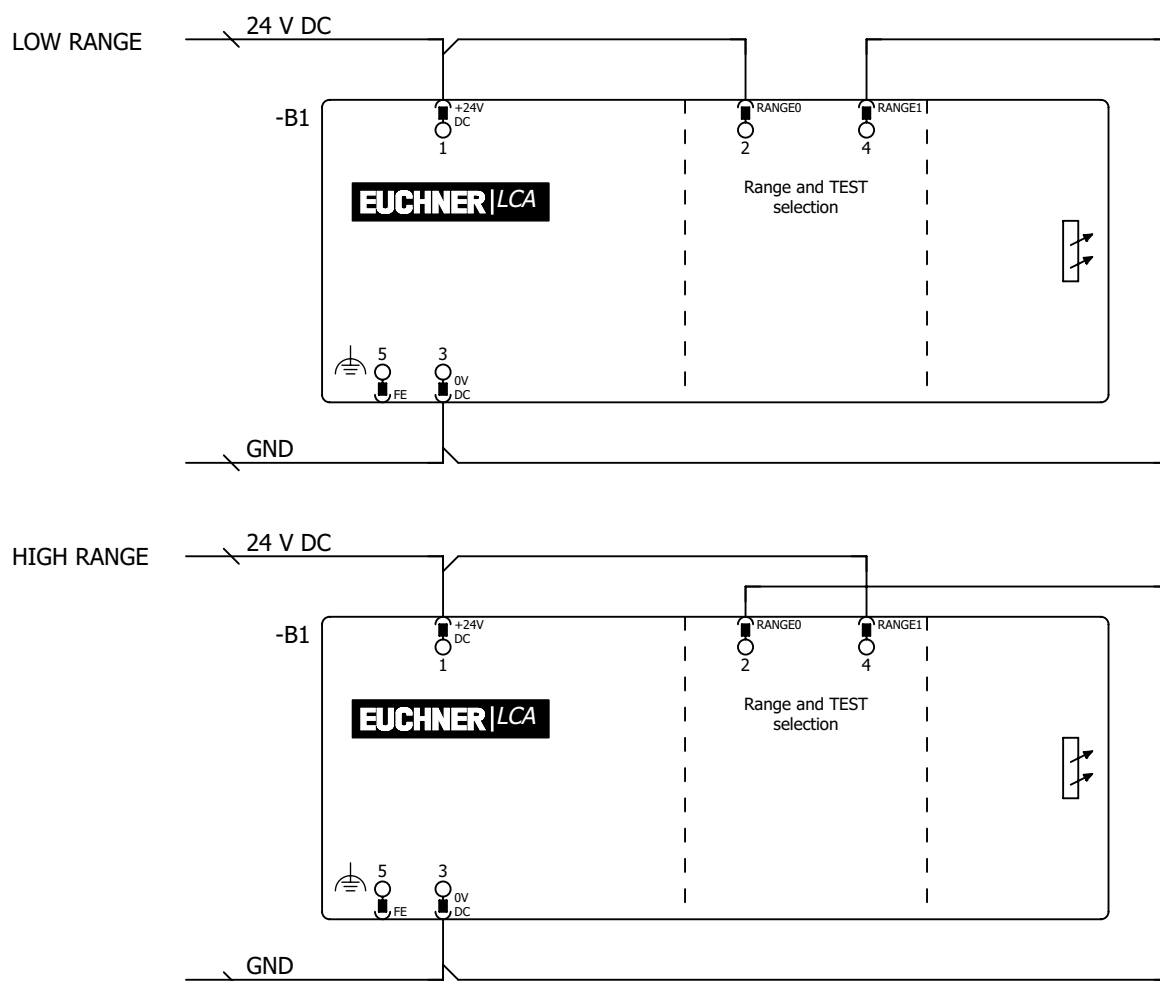 LOW RANGE
24 V DC
-B1
+24V
DC
1
RANGE0
2
RANGE1
4
EUCHNER|LCA
Range and TEST
selection
5
FE
3
0V
DC
GND
HIGH RANGE
24 V DC
-B1
+24V
DC
1
RANGE0
2
RANGE1
4
EUCHNER|LCA
Range and TEST
selection
5
FE
3
0V
DC
GND